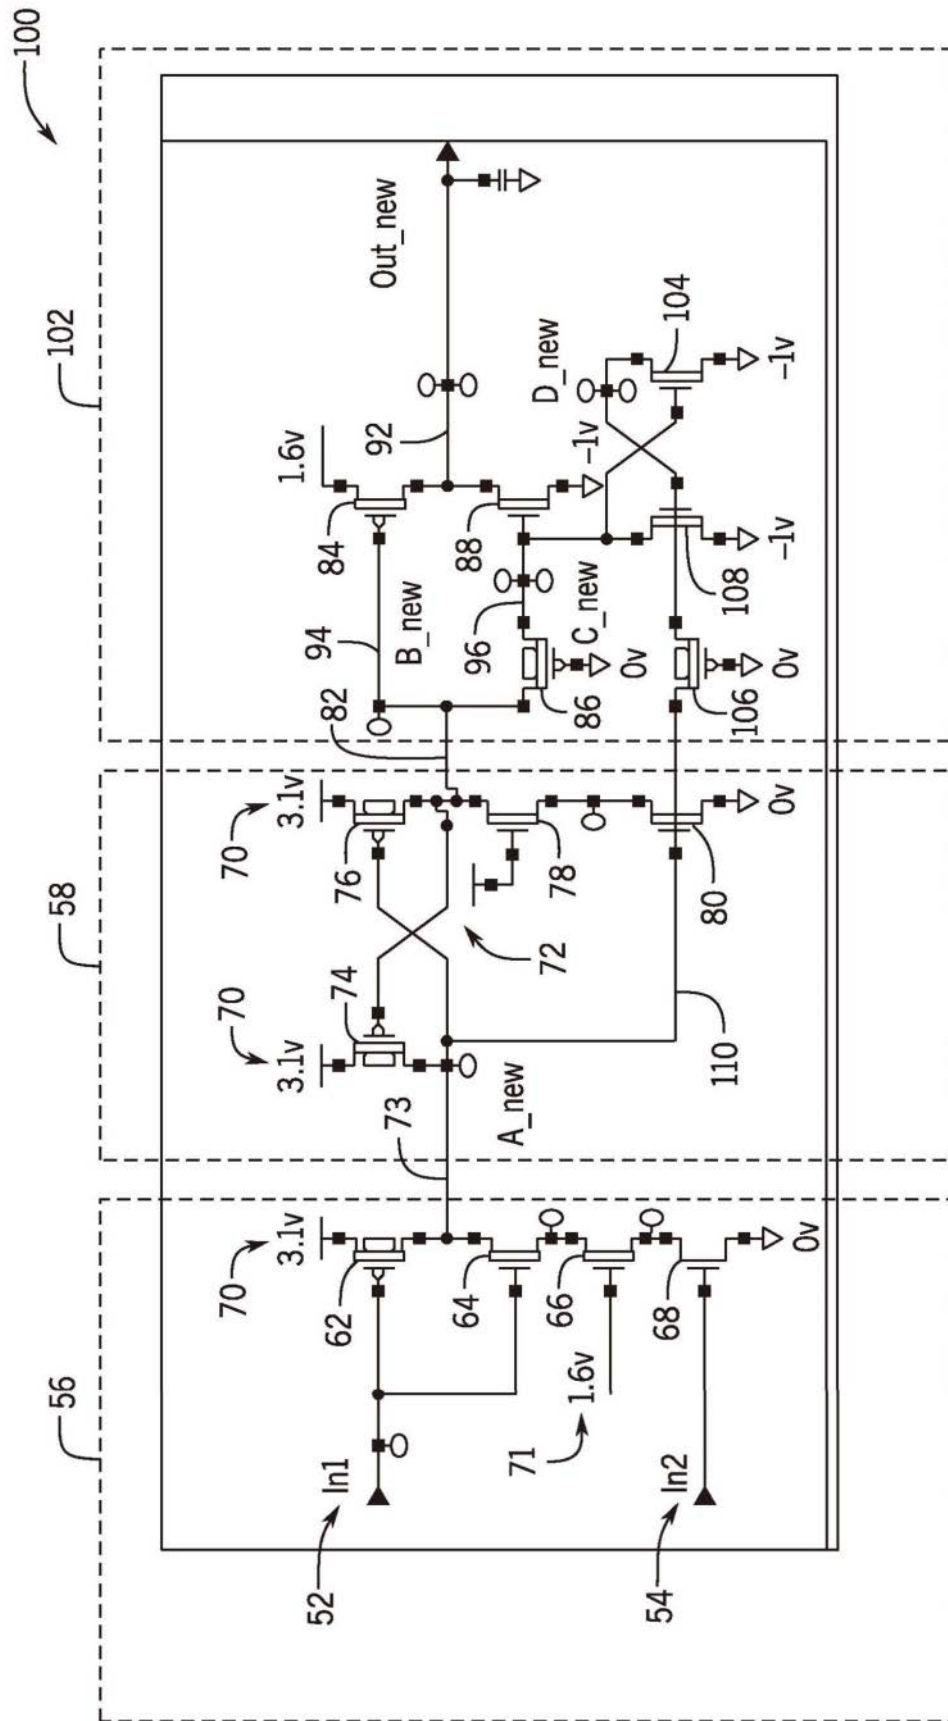 100
56
58
102
70
3.1v
62
52
In1
64
66
71
1.6v
68
54
In2
0v
73
A_new
70
3.1v
74
70
3.1v
76
72
78
80
0v
110
82
94
B_new
84
1.6v
92
Out_new
88
-1v
96
C_new
86
0v
D_new
104
-1v
108
-1v
106
0v